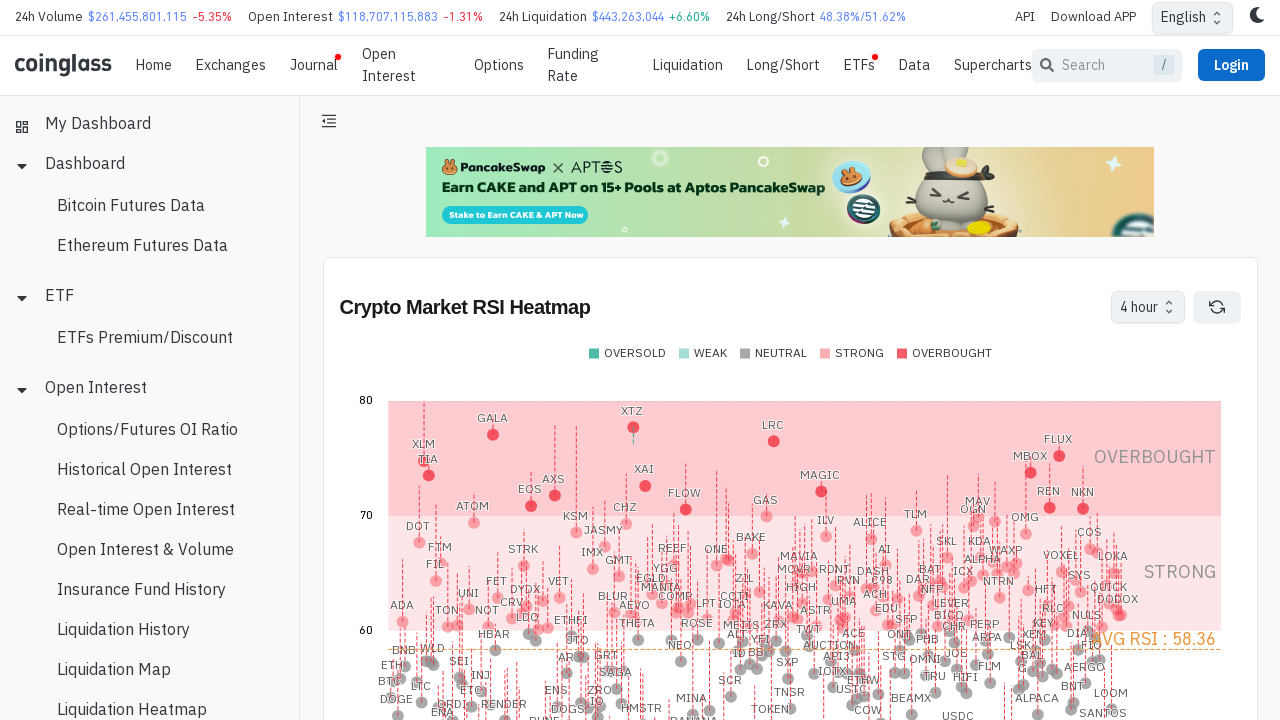 24h Volume $261,455,801,115 -5.35% Open Interest $118,707,115,883 -1.31% 24h Liquidation $443,263,044 +6.60% 24h Long/Short 48.38%/51.62% API Download APP English
coinglass Home Exchanges Journal Open Interest Options Funding Rate Liquidation Long/Short ETFs Data Supercharts Search / Login
My Dashboard
Dashboard
Bitcoin Futures Data
Ethereum Futures Data
ETF
ETFs Premium/Discount
Open Interest
Options/Futures OI Ratio
Historical Open Interest
Real-time Open Interest
Open Interest & Volume
Insurance Fund History
Liquidation History
Liquidation Map
Liquidation Heatmap
PancakeSwap X APTOS
Earn CAKE and APT on 15+ Pools at Aptos PancakeSwap
Stake to Earn CAKE & APT Now
Crypto Market RSI Heatmap 4 hour
OVERSOLD WEAK NEUTRAL STRONG OVERBOUGHT
80
GALA XTZ LRC
XLM TIA XAI MBOX FLUX OVERBOUGHT
EOS AXS FLOW MAGIC REN NKN
70
ATOM CHZ GAS MAV OGN
DOT KSM JASMY ILV ALICE TLM OMG
FTM STRK IMX REEF ONE BAKE AI SKL KDA WAXP COS
FIL GMT YGG MAVIA DASH ALPHA VOXEL LOKA
FET VET EGLD MANTA ZIL MOVR RDNT C98 BAT ICX NTRN SYS STRONG
UNI DYDX BLUR COMP HIGH ACH DAR NFP HFT QUICK
ADA TON NOT CRV AEVO LPT IOTA KAVA ASTR UMA EDU LEVER RLC DODOX
LDO ETHFI THETA ROSE METIS ZRX SFP BICO PERP KEY NULS
60
HBAR STG TWT ACE ONT CHR XEM DIA AVG RSI : 58.36
BNB WLD NEO YFI BB AUCTION PUB ARPA LSK FIO
ETH SEI GRT SXP STG OMNI JOE FLM BAL AERGO
BTC LTC INJ SAGA SCR IOTX TRU HIFI BNT
DOGE ETC ENS ZRO TNSR USTC BEAMX ALPACA LOOM
ENA RENDER DOGS HMSTR MINA TOKEN COW USDC SANTOS